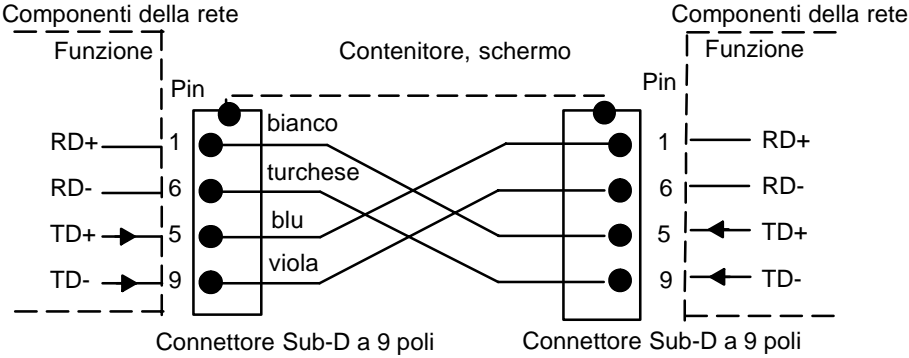 Componenti della rete
Componenti della rete
Funzione
Contenitore, schermo
Funzione
Pin
Pin
bianco
RD+ 1
1 RD+
turchese
RD- 6
6 RD-
blu
TD+ 5
5 TD+
viola
TD- 9
9 TD-
Connettore Sub-D a 9 poli
Connettore Sub-D a 9 poli